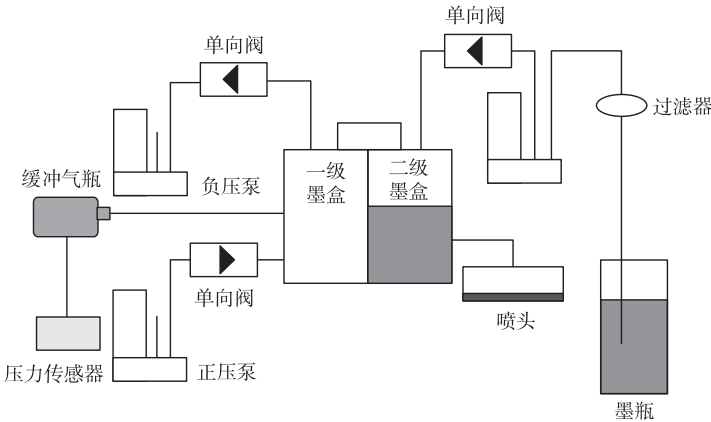 单向阀
单向阀
过滤器
一级
墨盒
二级
墨盒
缓冲气瓶
负压泵
单向阀
喷头
压力传感器
正压泵
墨瓶